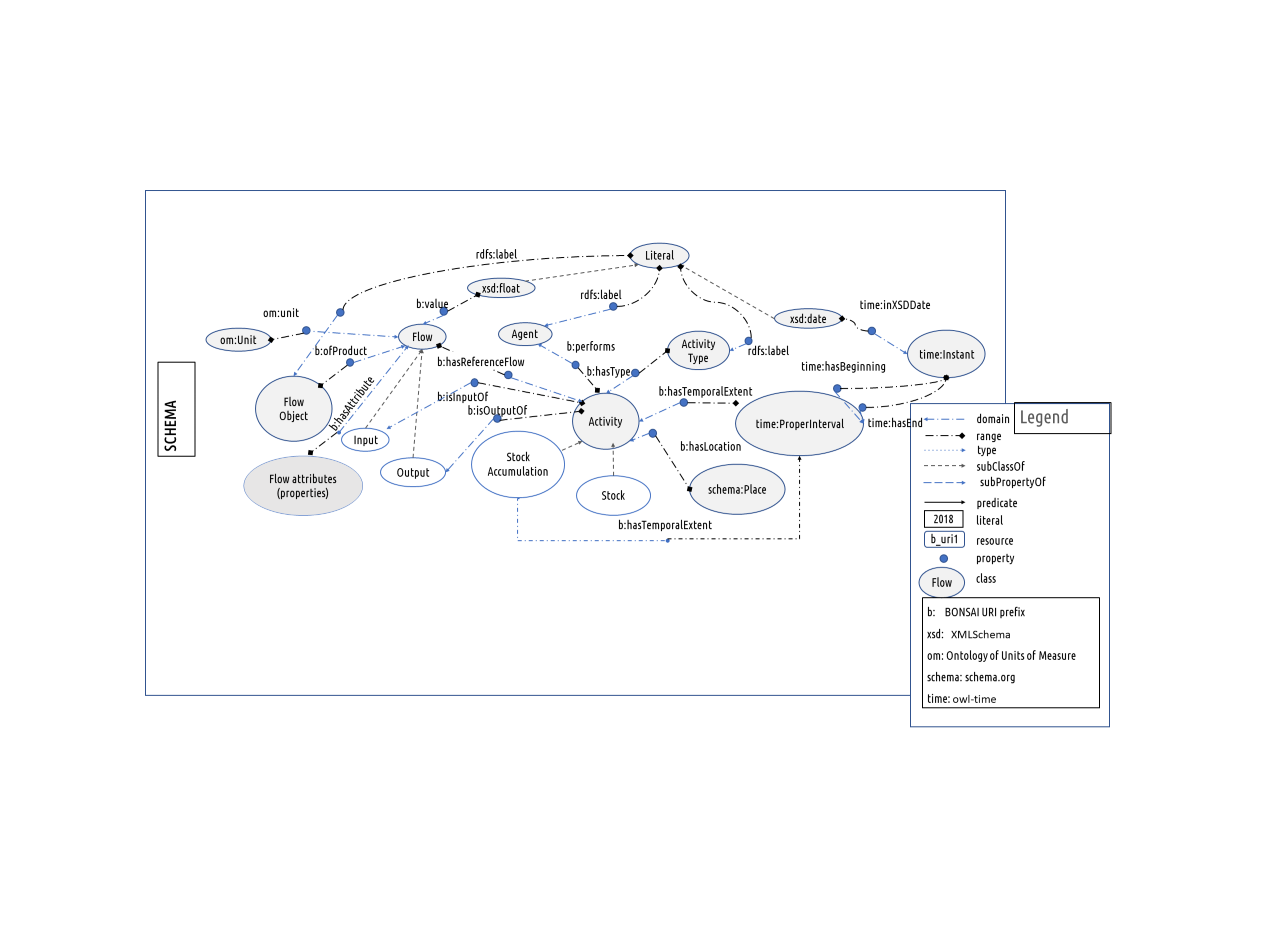 Literal
rdfs:label
xsd:float
rdfs:label
b:value
time:inXSDDate
om:unit
xsd:date
om:Unit
Flow
Agent
Activity
Type
rdfs:label
time:Instant
b:ofProduct
b:performs
b:hasReferenceFlow
b:hasType
time:hasBeginning
b:hasAttribute
b:isInputOf
b:hasTemporalExtent
Flow
Object
b:isOutputOf
Activity
time:ProperInterval
time:hasEnd
SCHEMA
Input
b:hasLocation
Stock
Accumulation
Output
Flow attributes
(properties)
Stock
schema:Place
b:hasTemporalExtent
Legend
domain
range
type
subClassOf
subPropertyOf
predicate
2018
literal
b_uri1
resource
property
Flow
class
b: BONSAI URI prefix
xsd: XMLSchema
om: Ontology of Units of Measure
schema: schema.org
time: owl-time